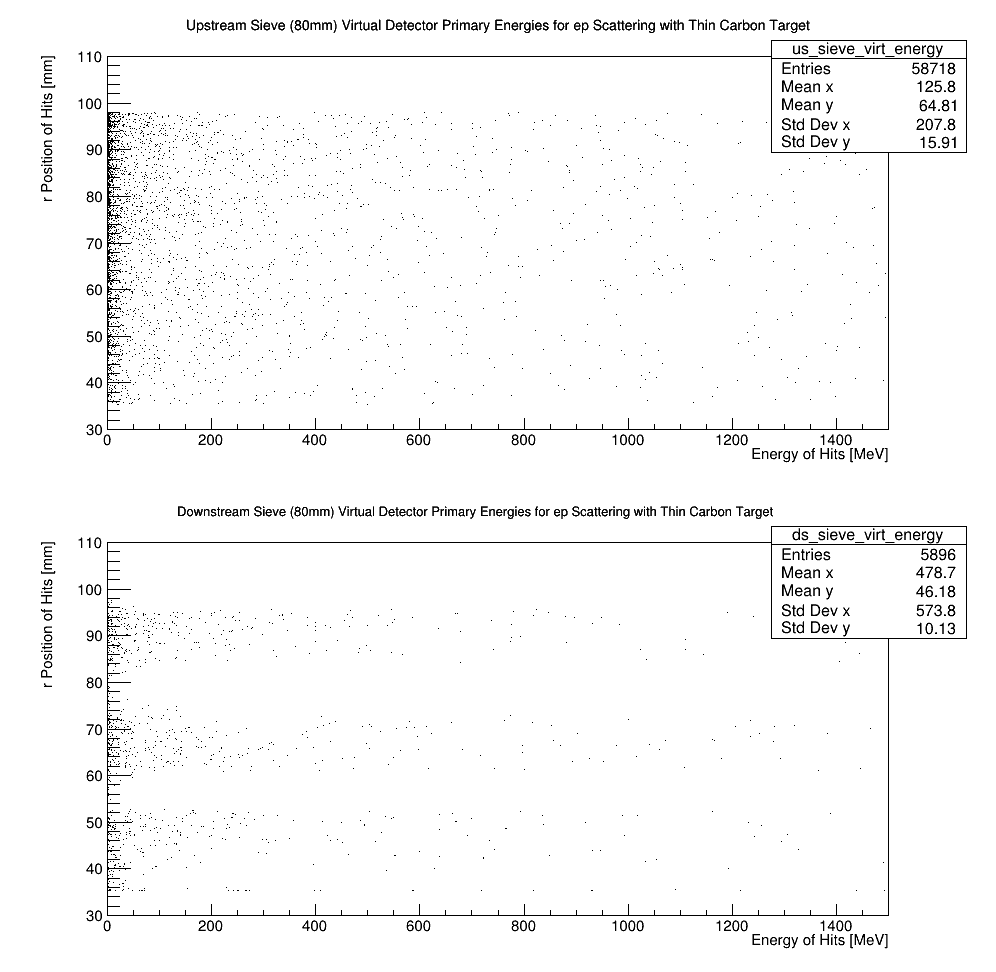 Upstream Sieve (80mm) Virtual Detector Primary Energies for ep Scattering with Thin Carbon Target
us_sieve_virt_energy
Entries 58718
Mean x 125.8
Mean y 64.81
Std Dev x 207.8
Std Dev y 15.91
r Position of Hits [mm]
110
100
90
80
70
60
50
40
30
0 200 400 600 800 1000 1200 1400
Energy of Hits [MeV]
Downstream Sieve (80mm) Virtual Detector Primary Energies for ep Scattering with Thin Carbon Target
ds_sieve_virt_energy
Entries 5896
Mean x 478.7
Mean y 46.18
Std Dev x 573.8
Std Dev y 10.13
r Position of Hits [mm]
110
100
90
80
70
60
50
40
30
0 200 400 600 800 1000 1200 1400
Energy of Hits [MeV]